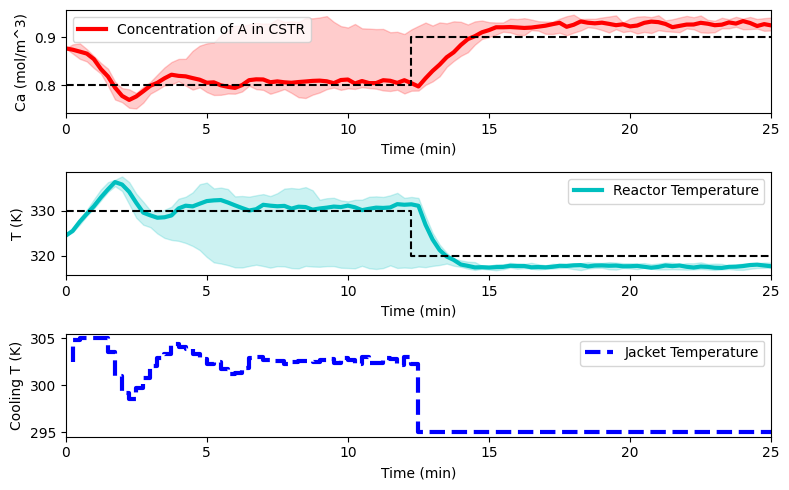 Ca (mol/m^3)
0.9
0.8
Concentration of A in CSTR
0 5 10 15 20 25
Time (min)
T (K)
330
320
Reactor Temperature
0 5 10 15 20 25
Time (min)
Cooling T (K)
305
300
295
Jacket Temperature
0 5 10 15 20 25
Time (min)